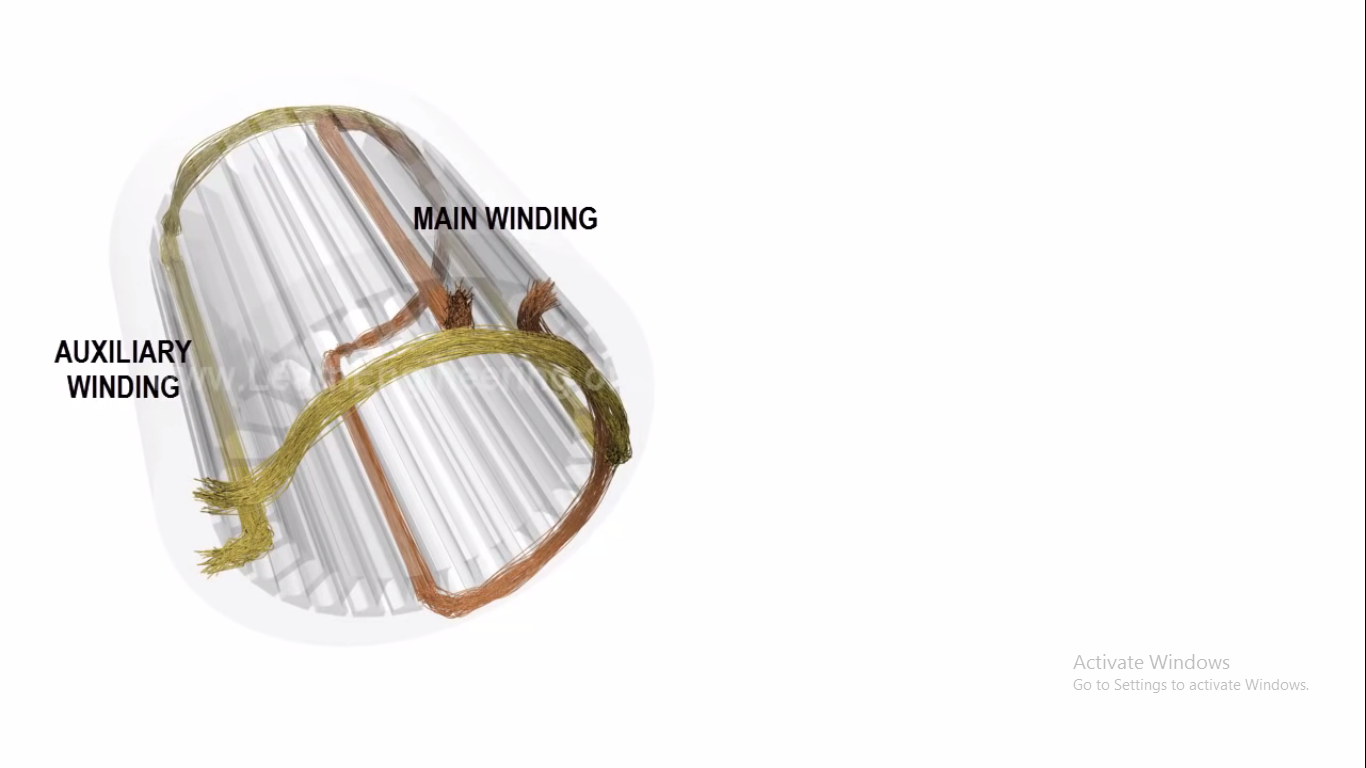 MAIN WINDING
AUXILIARY
WINDING
Activate Windows
Go to Settings to activate Windows.